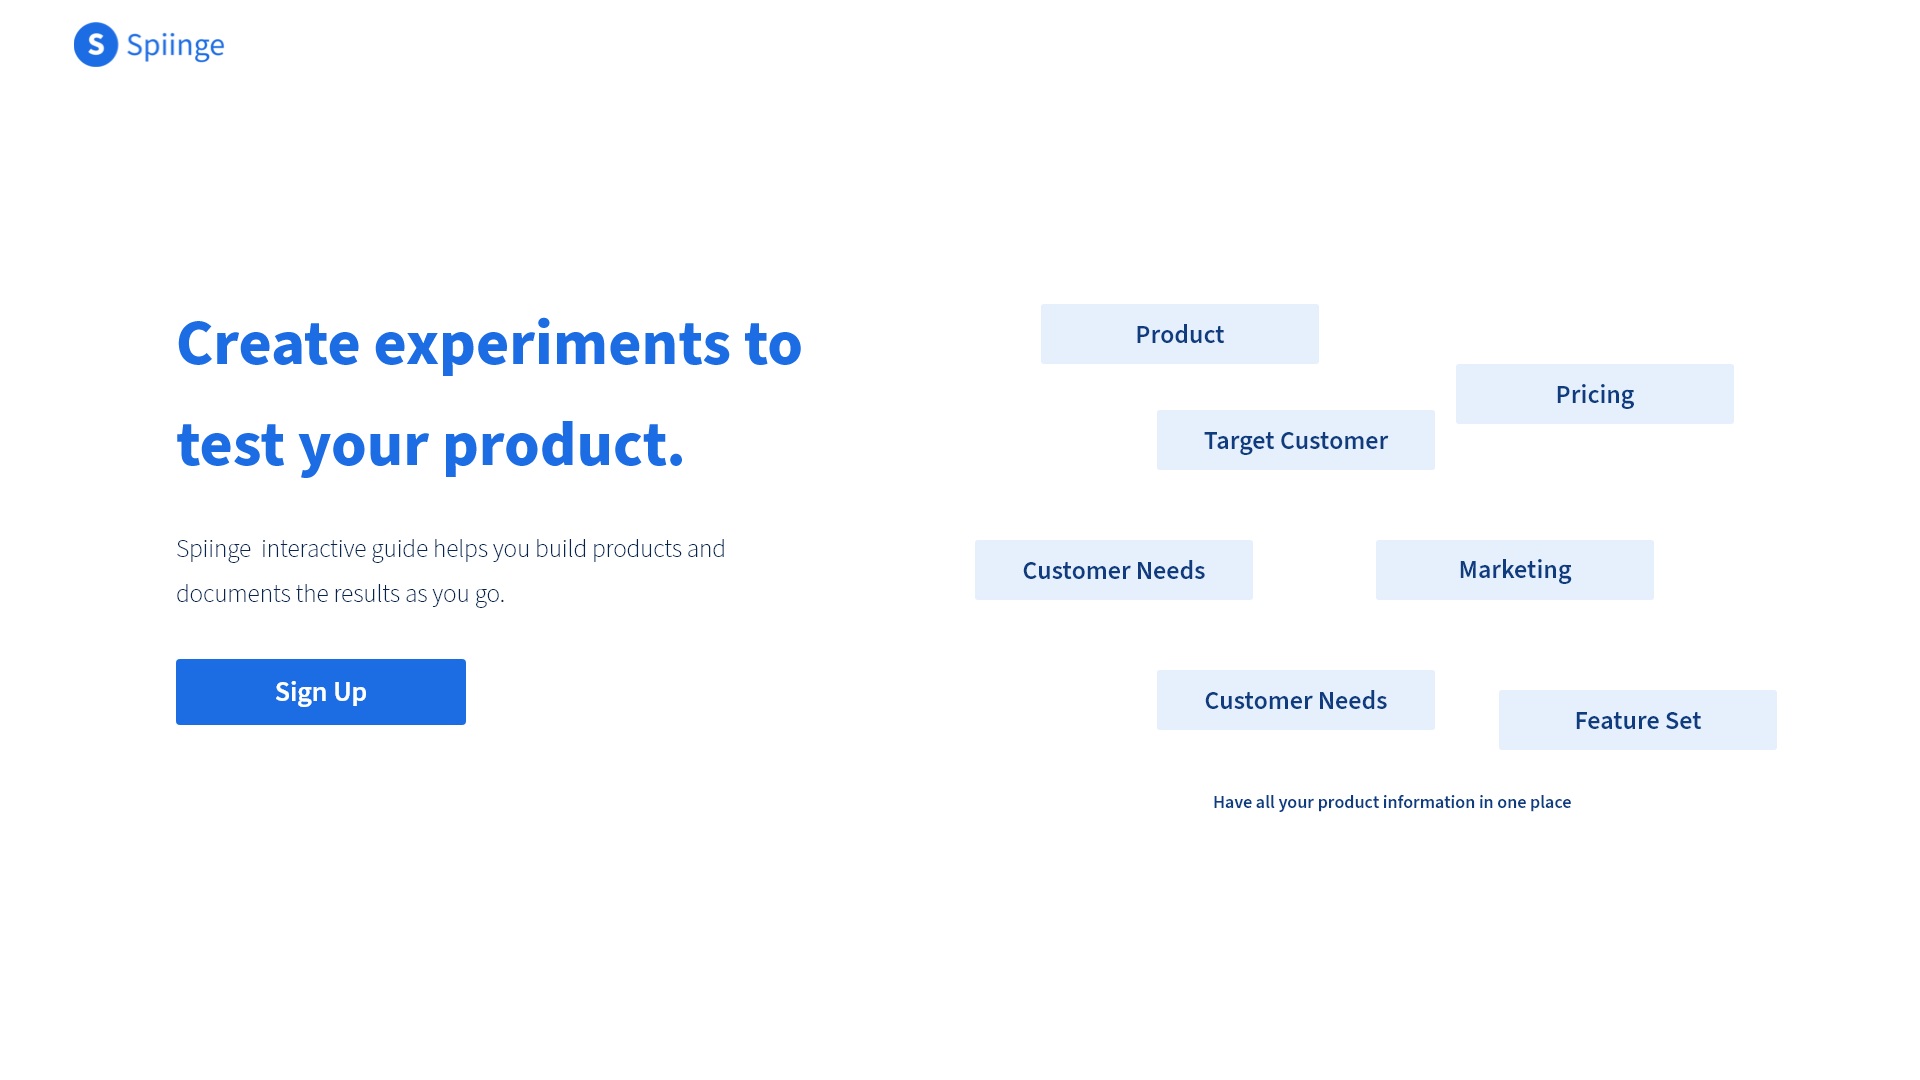 S Spiinge
Create experiments to
test your product.
Spiinge  interactive guide helps you build products and
documents the results as you go.
Sign Up
Product
Pricing
Target Customer
Customer Needs
Marketing
Customer Needs
Feature Set
Have all your product information in one place